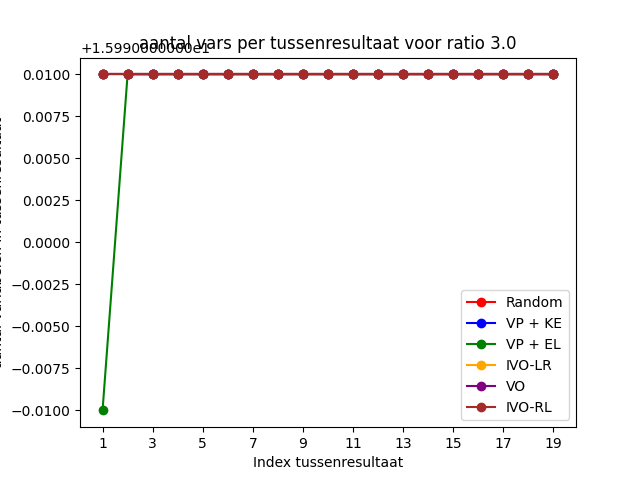 aantal vars per tussenresultaat voor ratio 3.0
+1.5990000000e1
0.0100
0.0075
0.0050
0.0025
0.0000
−0.0025
−0.0050
−0.0075
−0.0100
Random
VP + KE
VP + EL
IVO-LR
VO
IVO-RL
1 3 5 7 9 11 13 15 17 19
Index tussenresultaat